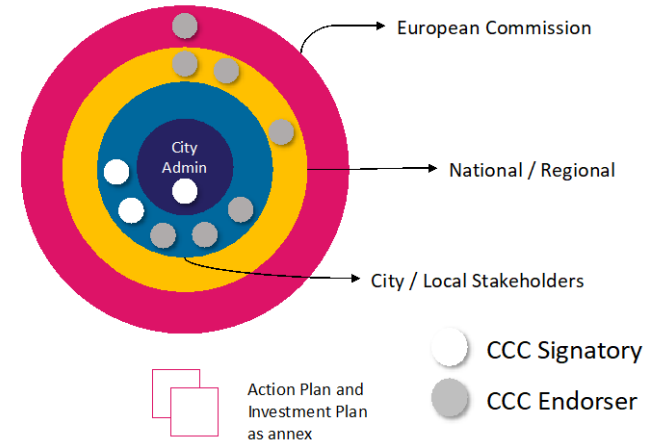 European Commission
City
Admin
National / Regional
City / Local Stakeholders
CCC Signatory
CCC Endorser
Action Plan and
Investment Plan
as annex